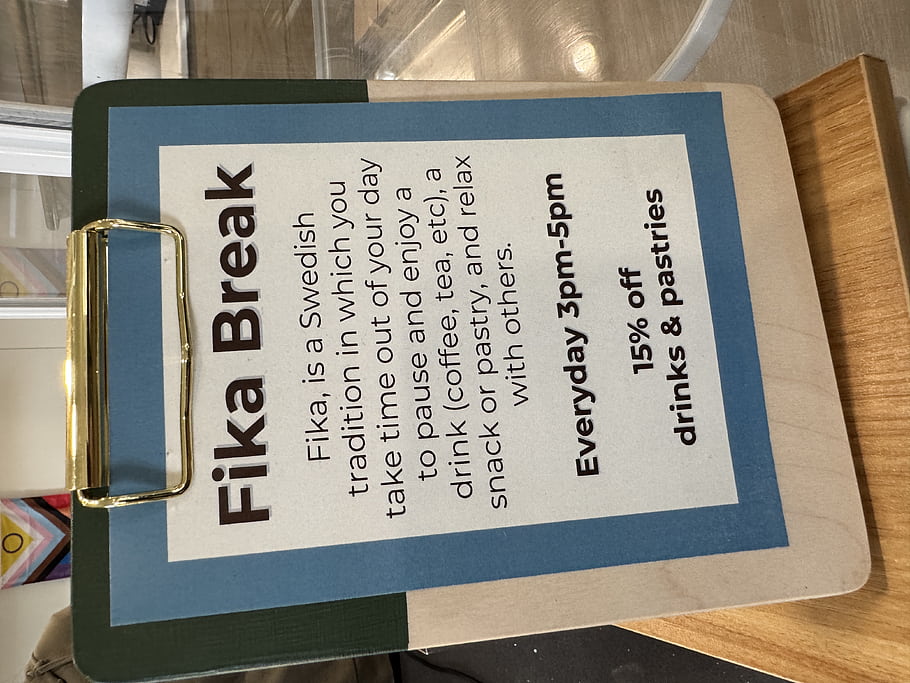 Fika Break
Fika, is a Swedish
tradition in which you
take time out of your day
to pause and enjoy a
drink (coffee, tea, etc), a
snack or pastry, and relax
with others.
Everyday 3pm-5pm
15% off
drinks & pastries